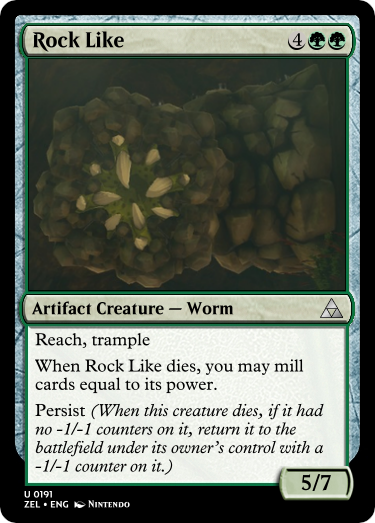 Rock Like 4
Artifact Creature — Worm
Reach, trample
When Rock Like dies, you may mill
cards equal to its power.
Persist (When this creature dies, if it had
no -1/-1 counters on it, return it to the
battlefield under its owner's control with a
-1/-1 counter on it.)
5/7
U 0191
ZEL • ENG Nintendo